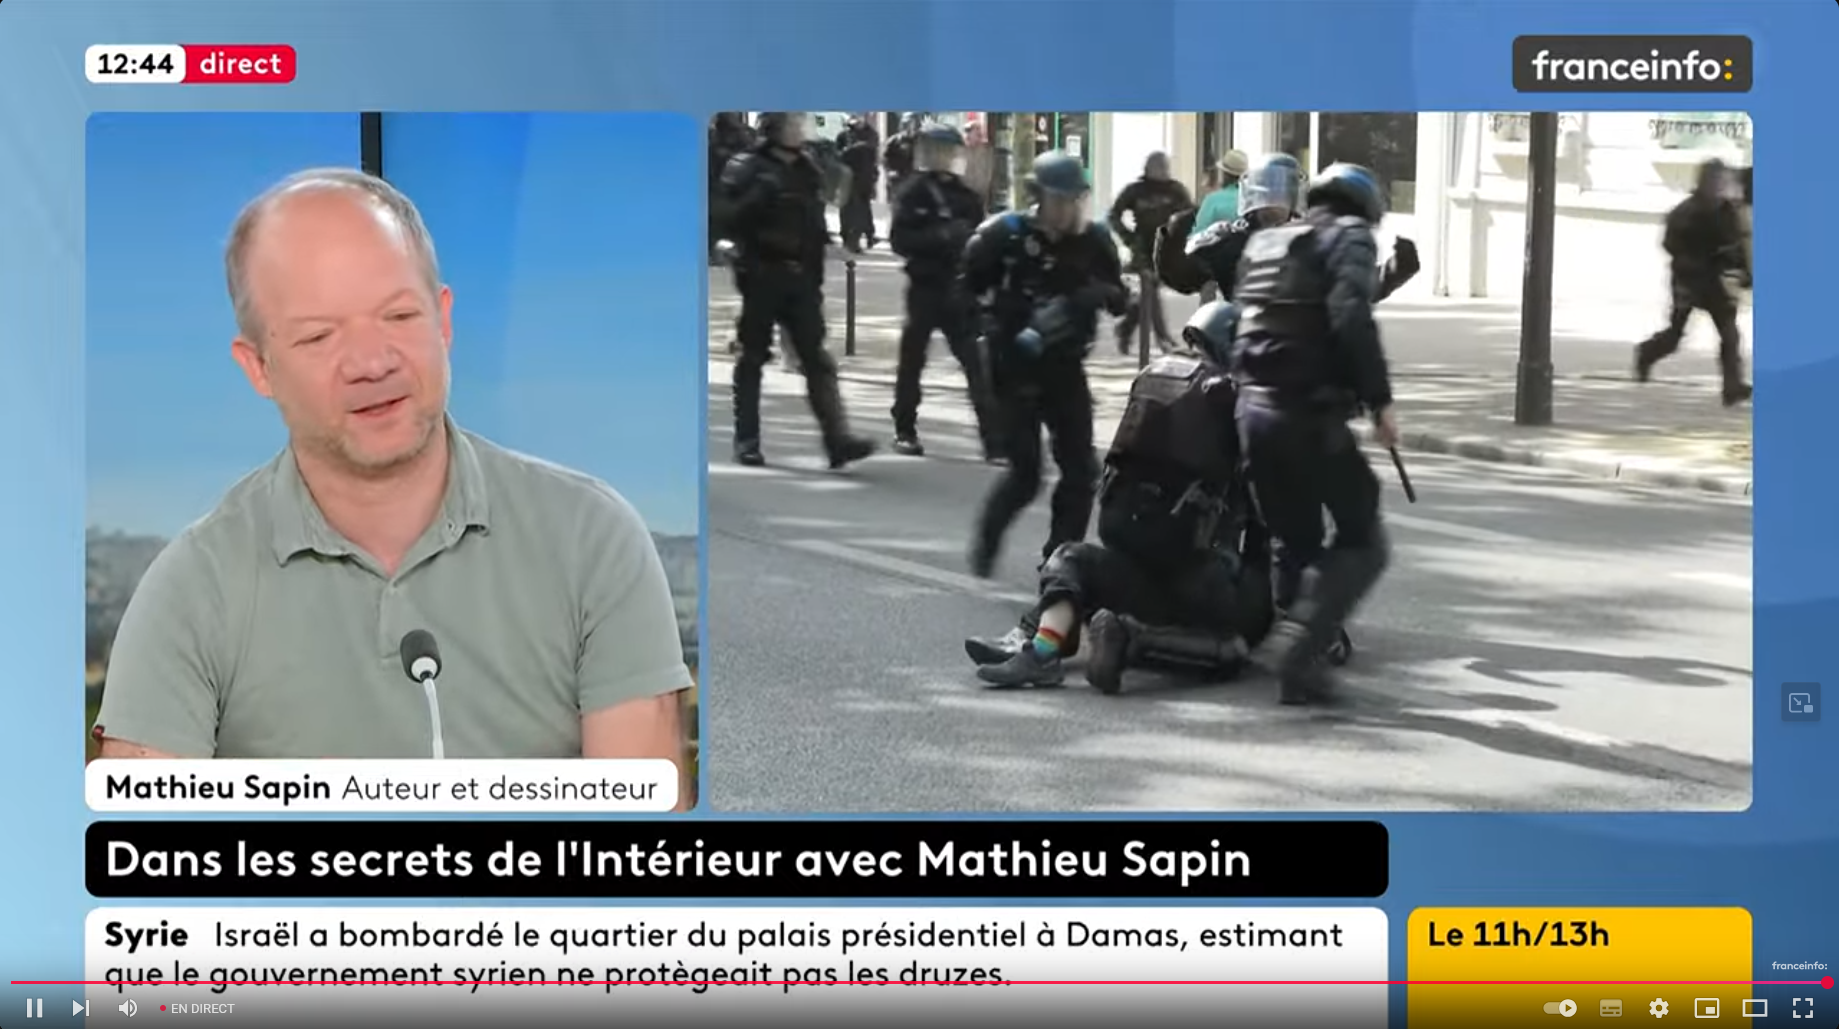 12:44 direct
franceinfo:
Mathieu Sapin Auteur et dessinateur
Dans les secrets de l'Intérieur avec Mathieu Sapin
Syrie Israël a bombardé le quartier du palais présidentiel à Damas, estimant
que le gouvernement syrien ne protègeait pas les druzes.
Le 11h/13h
franceinfo:
EN DIRECT